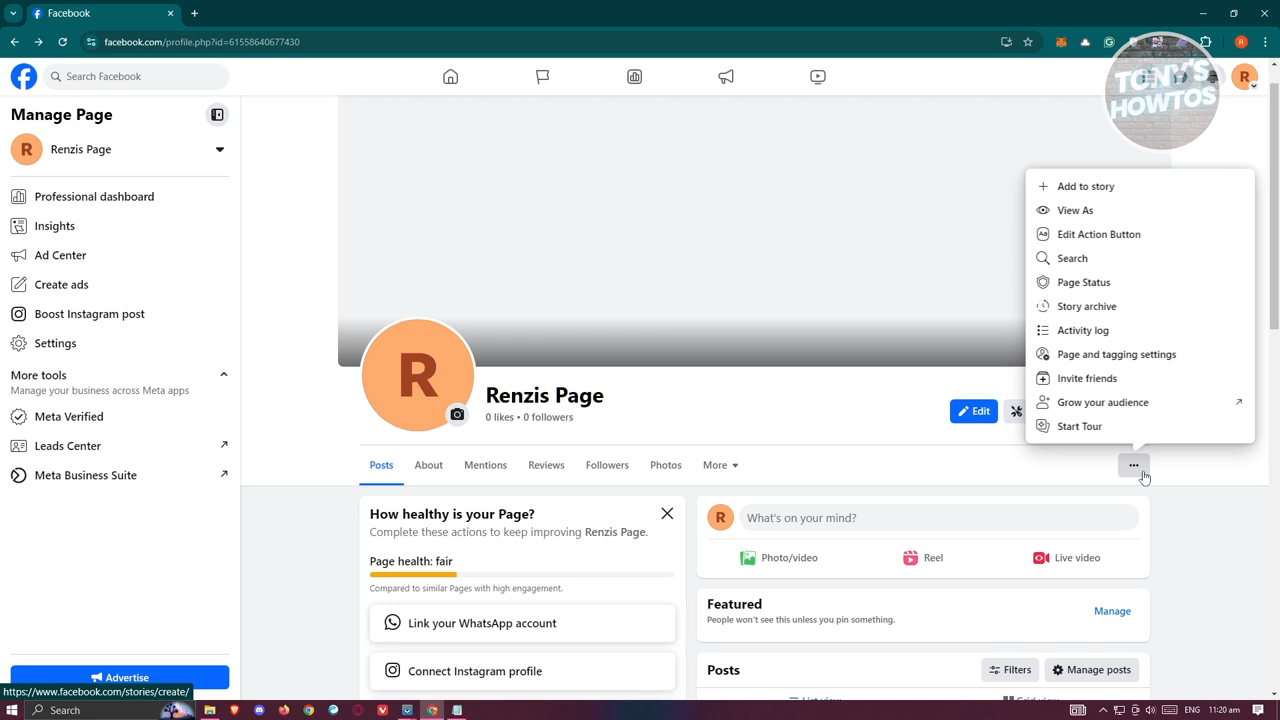 Facebook
facebook.com/profile.php?id=61558640677430
R
Search Facebook
R
TONY'S
HOWTOS
Manage Page
R
Renzis Page
Professional dashboard
Insights
Ad Center
Create ads
Boost Instagram post
Settings
More tools
Manage your business across Meta apps
Meta Verified
Leads Center
Meta Business Suite
Advertise
https://www.facebook.com/stories/create/
Add to story
View As
Edit Action Button
Search
Page Status
Story archive
Activity log
Page and tagging settings
Invite friends
Grow your audience
Start Tour
R
Renzis Page
0 likes • 0 followers
Edit
Posts
About
Mentions
Reviews
Followers
Photos
More
How healthy is your Page?
Complete these actions to keep improving Renzis Page.
Page health: fair
Compared to similar Pages with high engagement.
Link your WhatsApp account
Connect Instagram profile
R
What's on your mind?
Photo/video
Reel
Live video
Featured
Manage
People won't see this unless you pin something.
Posts
Filters
Manage posts
Search
11:20 am